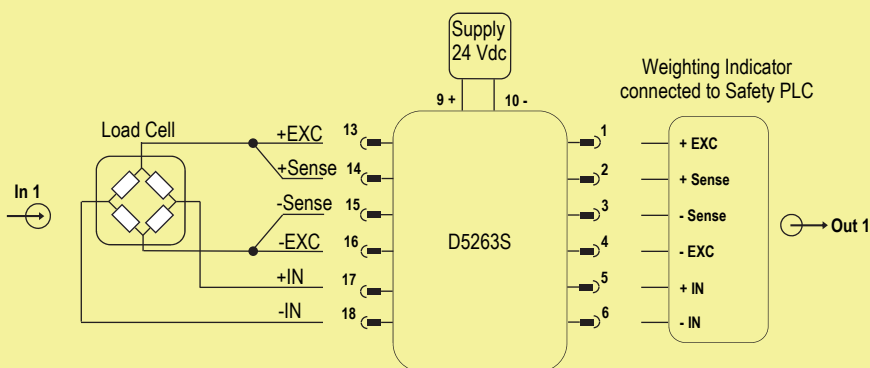 Supply
24 Vdc
9 +
10 -
Weighting Indicator
connected to Safety PLC
Load Cell
In 1
+EXC
13
+Sense
14
-Sense
15
-EXC
16
+IN
17
-IN
18
D5263S
1
2
3
4
5
6
+ EXC
+ Sense
- Sense
- EXC
+ IN
- IN
Out 1